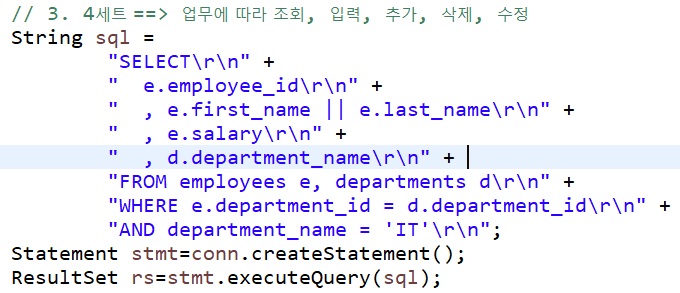 // 3. 4세트 ==> 업무에 따라 조회, 입력, 추가, 삭제, 수정
String sql =
"SELECT\r\n" +
"  e.employee_id\r\n" +
"  , e.first_name || e.last_name\r\n" +
"  , e.salary\r\n" +
"  , d.department_name\r\n" +
"FROM employees e, departments d\r\n" +
"WHERE e.department_id = d.department_id\r\n" +
"AND department_name = 'IT'\r\n";
Statement stmt=conn.createStatement();
ResultSet rs=stmt.executeQuery(sql);